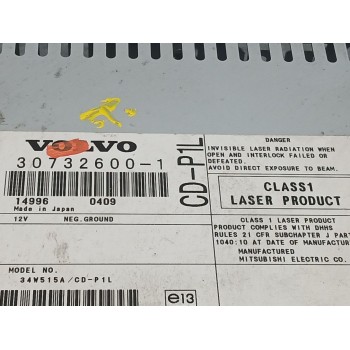 VOLVO
30732600-1
14996 0409
Made in Japan
12V NEG.GROUND
MODEL NO.
34W515A/CD-P1L
CD-P1L
e13
DANGER
INVISIBLE LASER RADIATION WHEN
OPEN AND INTERLOCK FAILED OR
DEFEATED.
AVOID DIRECT EXPOSURE TO BEAM.
CLASS1
LASER PRODUCT
CLASS 1 LASER PRODUCT
PRODUCT COMPLIES WITH DHHS
RULES 21 CFR SUBCHAPTER J PART
1040:10 AT DATE OF MANUFACTUR
MANUFACTURED
MITSUBISHI ELECTRIC CO